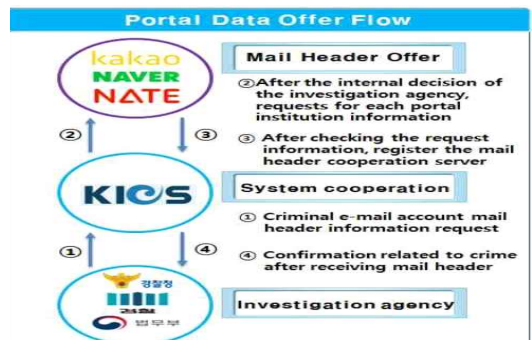 Portal Data Offer Flow
kakao
NAVER
NATE
Mail Header Offer
②After the internal decision of
the investigation agency,
requests for each portal
institution information
② ③
③ After checking the request
information, register the mail
header cooperation server
KICS
System cooperation
① Criminal e-mail account mail
header information request
① ④
④ Confirmation related to crime
after receiving mail header
경찰청
검찰
법무부
Investigation agency